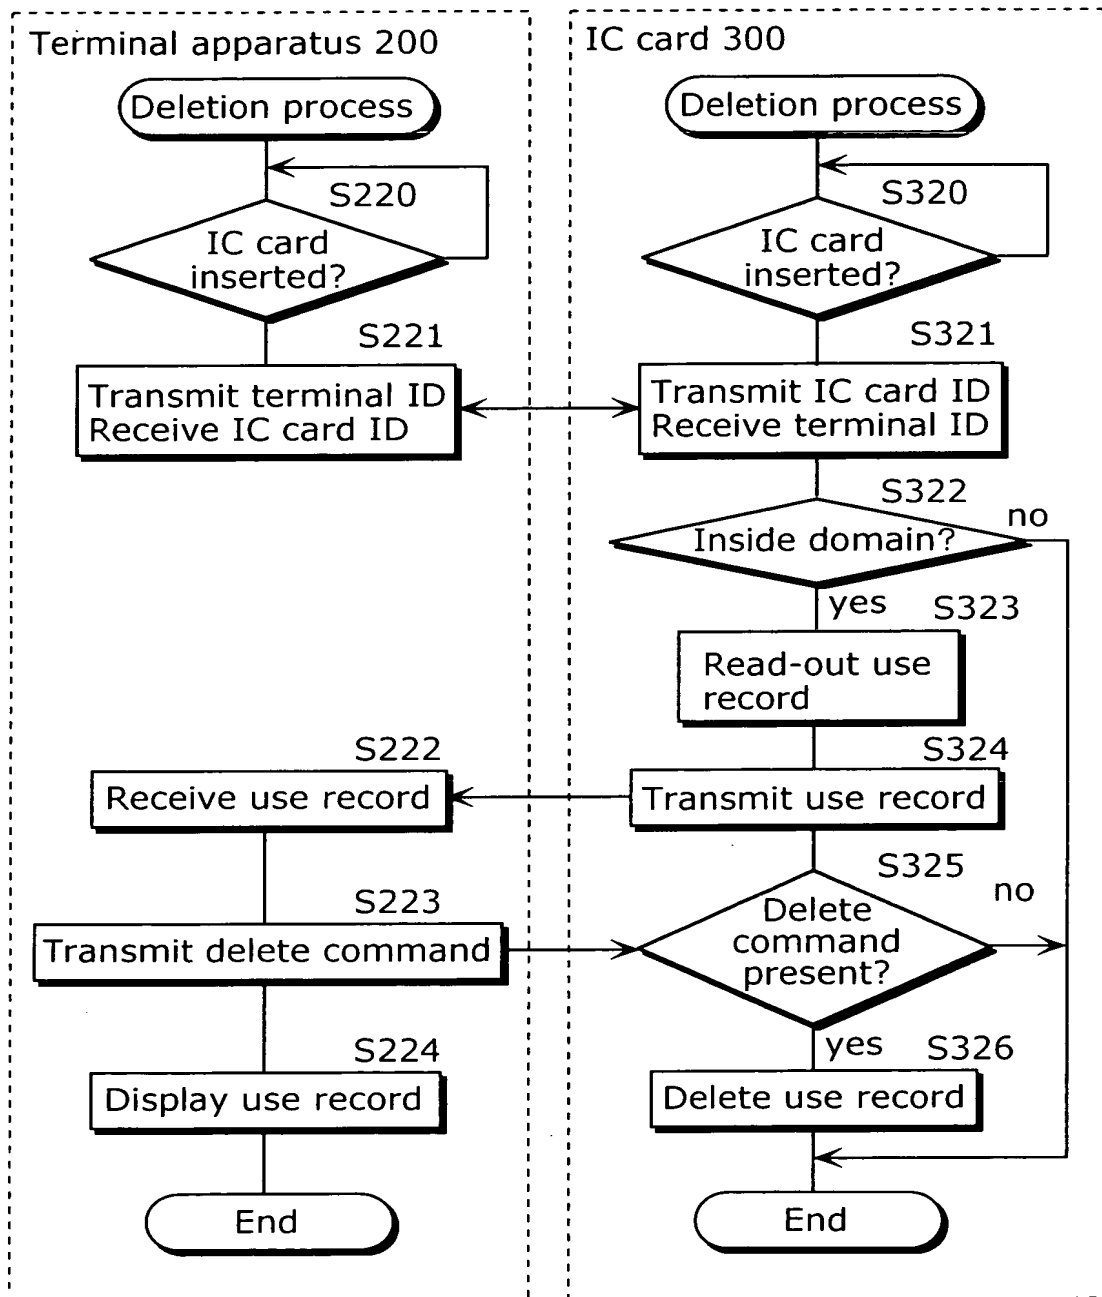 Terminal apparatus 200
Deletion process
S220
IC card
inserted?
S221
Transmit terminal ID
Receive IC card ID
S222
Receive use record
S223
Transmit delete command
S224
Display use record
End
IC card 300
Deletion process
S320
IC card
inserted?
S321
Transmit IC card ID
Receive terminal ID
S322
no
Inside domain?
yes
S323
Read-out use
record
S324
Transmit use record
S325
no
Delete
command
present?
yes
S326
Delete use record
End